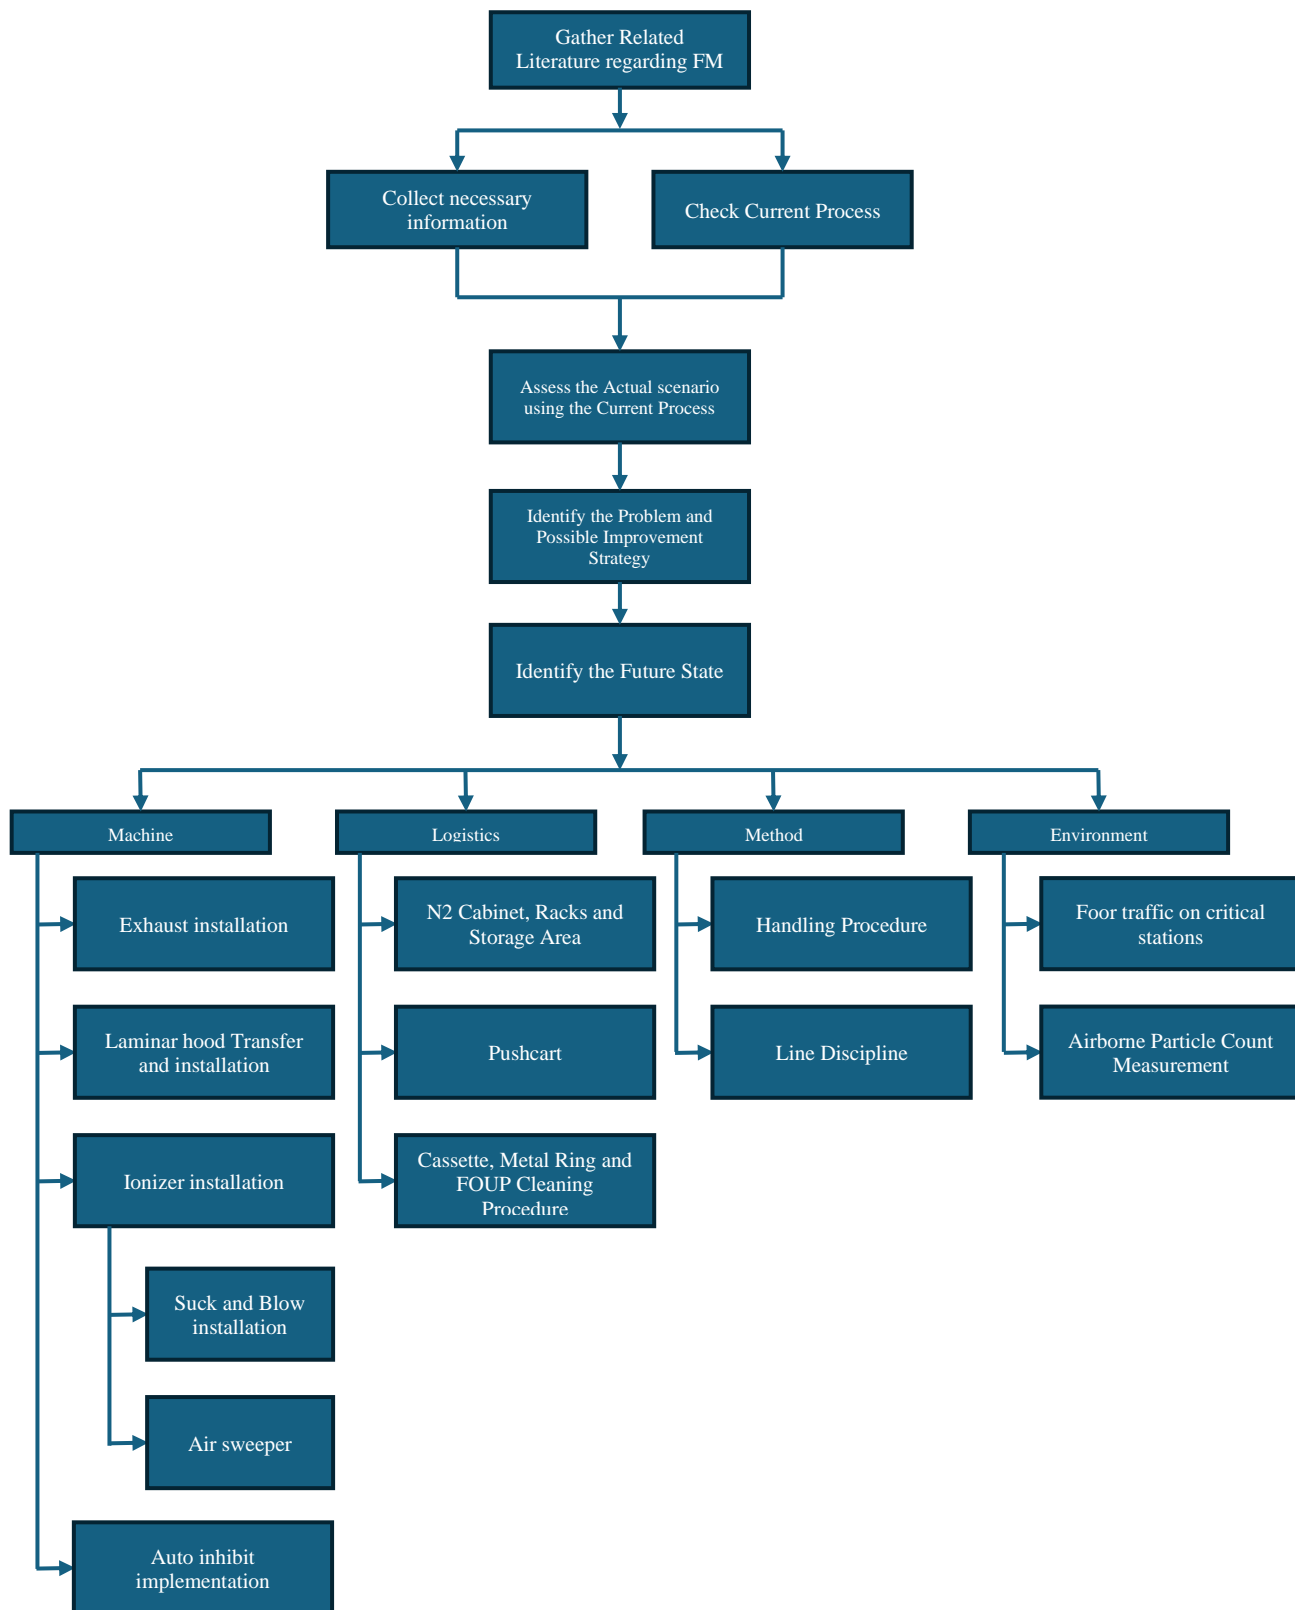 Gather Related
Literature regarding FM
Collect necessary
information
Check Current Process
Assess the Actual scenario
using the Current Process
Identify the Problem and
Possible Improvement
Strategy
Identify the Future State
Machine
Logistics
Method
Environment
Exhaust installation
Laminar hood Transfer
and installation
Ionizer installation
Suck and Blow
installation
Air sweeper
Auto inhibit
implementation
N2 Cabinet, Racks and
Storage Area
Pushcart
Cassette, Metal Ring and
FOUP Cleaning
Procedure
Handling Procedure
Line Discipline
Foor traffic on critical
stations
Airborne Particle Count
Measurement